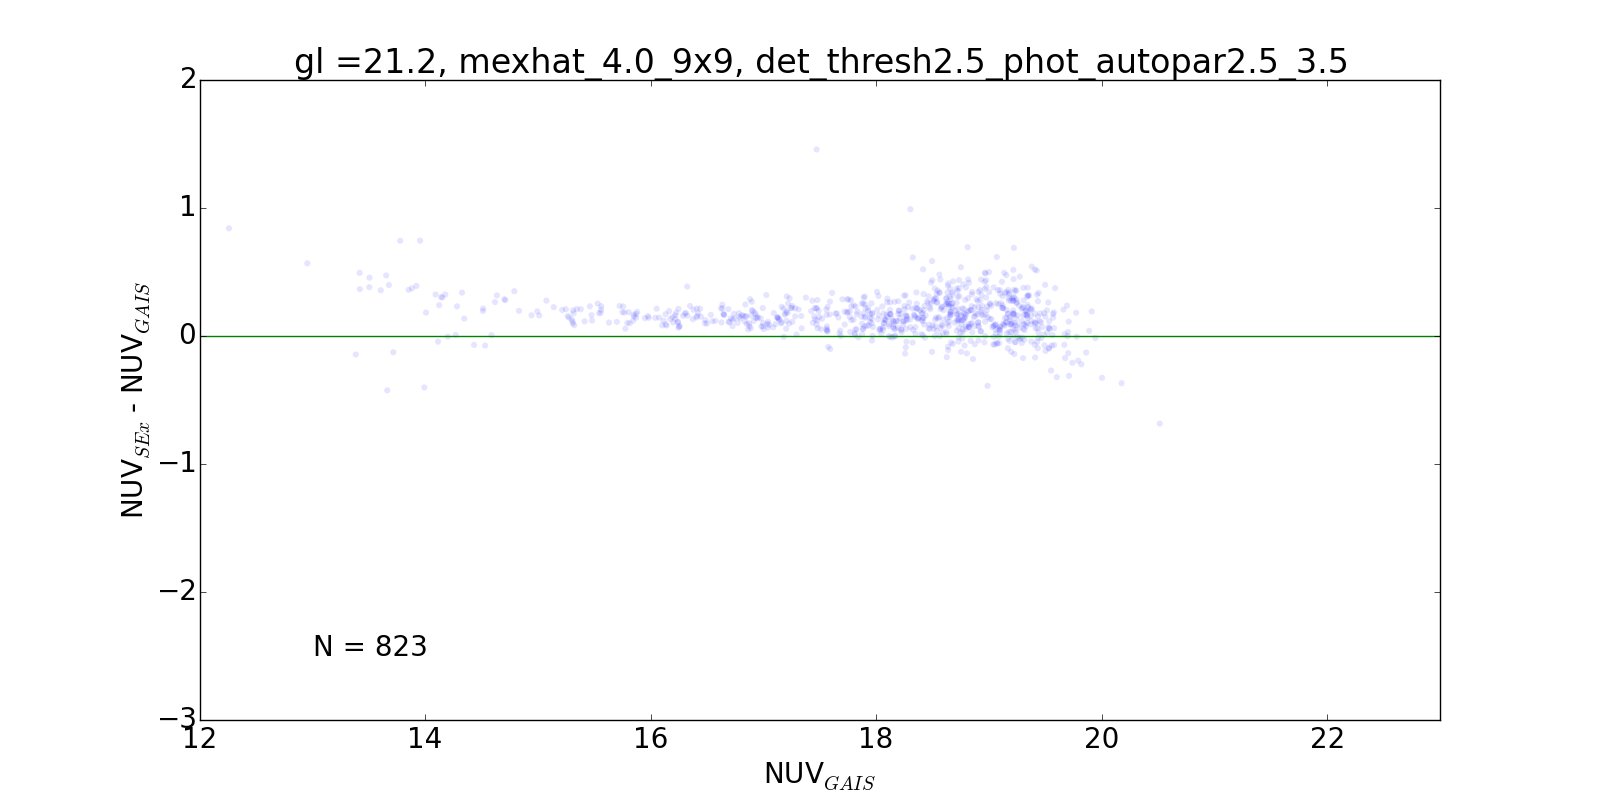 gl =21.2, mexhat_4.0_9x9, det_thresh2.5_phot_autopar2.5_3.5
2
1
0
−1
−2
−3
NUV_SEx - NUV_GAIS
N = 823
12 14 16 18 20 22
NUV_GAIS